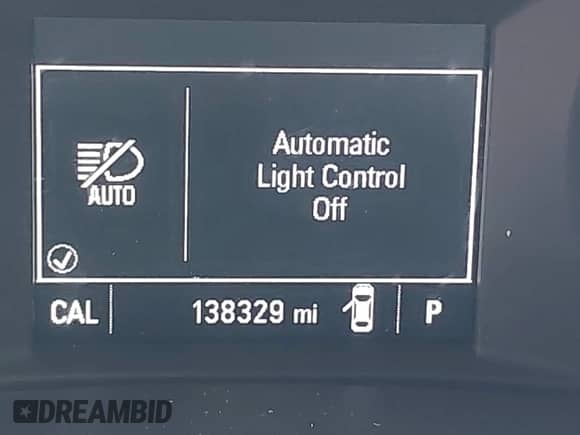 Automatic
Light Control
Off
AUTO
CAL 138329 mi P
DREAMBID